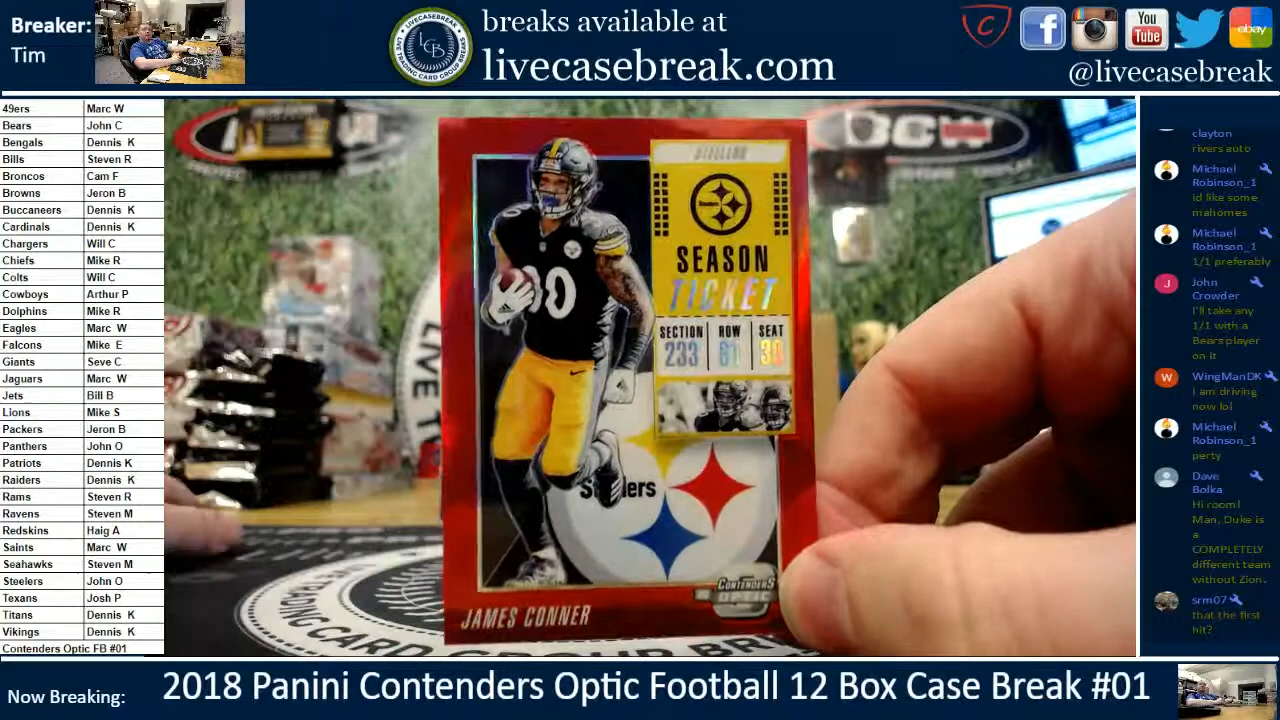 Breaker:
Tim
breaks available at
livecasebreak.com
You
Tube
ebay
@livecasebreak
49ers Marc W
Bears John C
Bengals Dennis K
Bills Steven R
Broncos Cam F
Browns Jeron B
Buccaneers Dennis K
Cardinals Dennis K
Chargers Will C
Chiefs Mike R
Colts Will C
Cowboys Arthur P
Dolphins Mike R
Eagles Marc W
Falcons Mike E
Giants Seve C
Jaguars Marc W
Jets Bill B
Lions Mike S
Packers Jeron B
Panthers John O
Patriots Dennis K
Raiders Dennis K
Rams Steven R
Ravens Steven M
Redskins Haig A
Saints Marc W
Seahawks Steven M
Steelers John O
Texans Josh P
Titans Dennis K
Vikings Dennis K
Contenders Optic FB #01
STEELERS
SEASON
TICKET
SECTION ROW SEAT
233 81 30
JAMES CONNER
CONTENDERS
clayton
rivers auto
Michael
Robinson_1
id like some
mahomes
Michael
Robinson_1
1/1 preferably
John
Crowder
I'll take any
1/1 with a
Bears player
on it
WingManDK
I am driving
now lol
Michael
Robinson_1
perty
Dave
Bolka
Hi room!
Man, Duke is
a
COMPLETELY
different team
without Zion.
srm07
that the first
hit?
Now Breaking:
2018 Panini Contenders Optic Football 12 Box Case Break #01